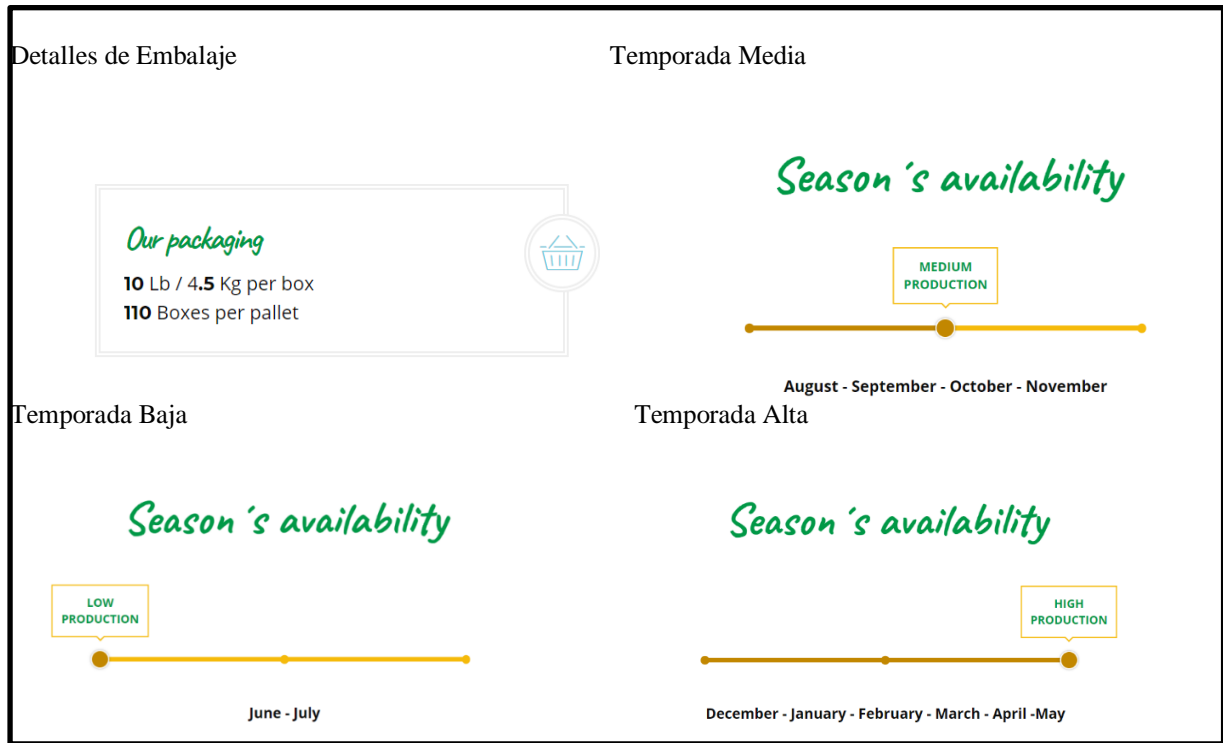 Detalles de Embalaje
Temporada Media
Our packaging
10 Lb / 4.5 Kg per box
110 Boxes per pallet
Season´s availability
MEDIUM
PRODUCTION
August - September - October - November
Temporada Baja
Temporada Alta
Season´s availability
LOW
PRODUCTION
June - July
Season´s availability
HIGH
PRODUCTION
December - January - February - March - April -May